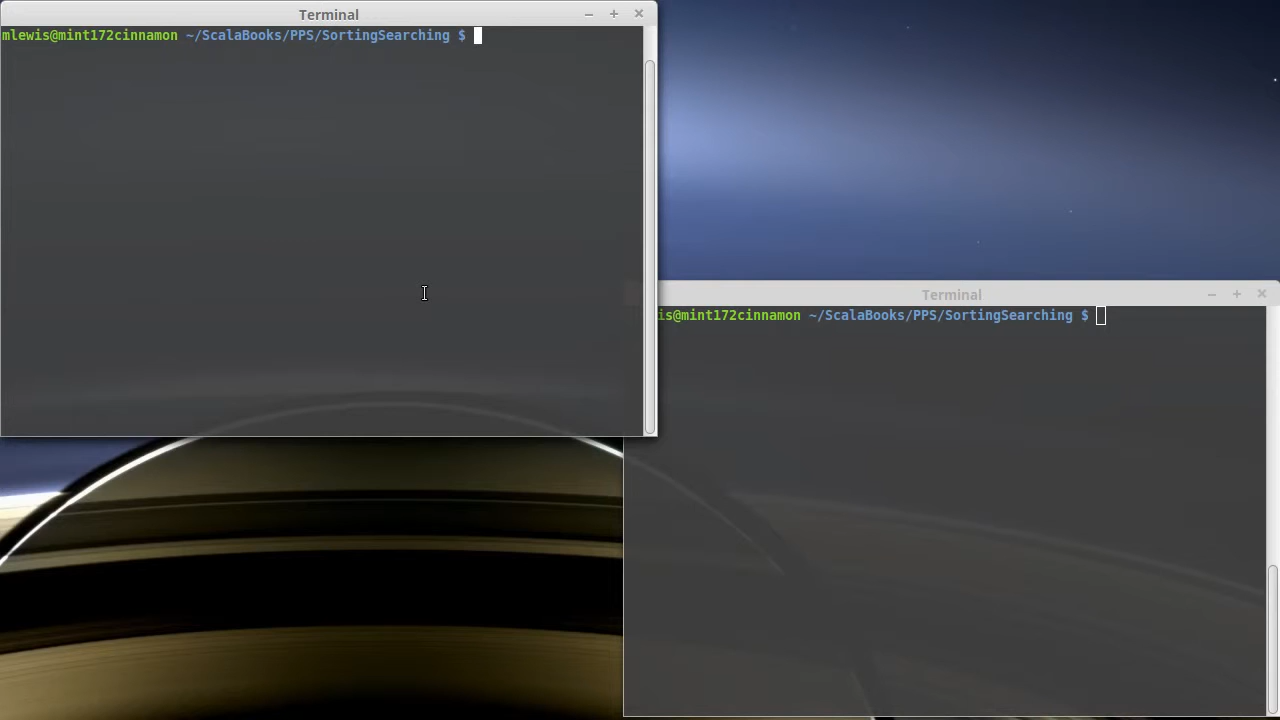 Terminal
mlewis@mint172cinnamon ~/ScalaBooks/PPS/SortingSearching $
Terminal
is@mint172cinnamon ~/ScalaBooks/PPS/SortingSearching $